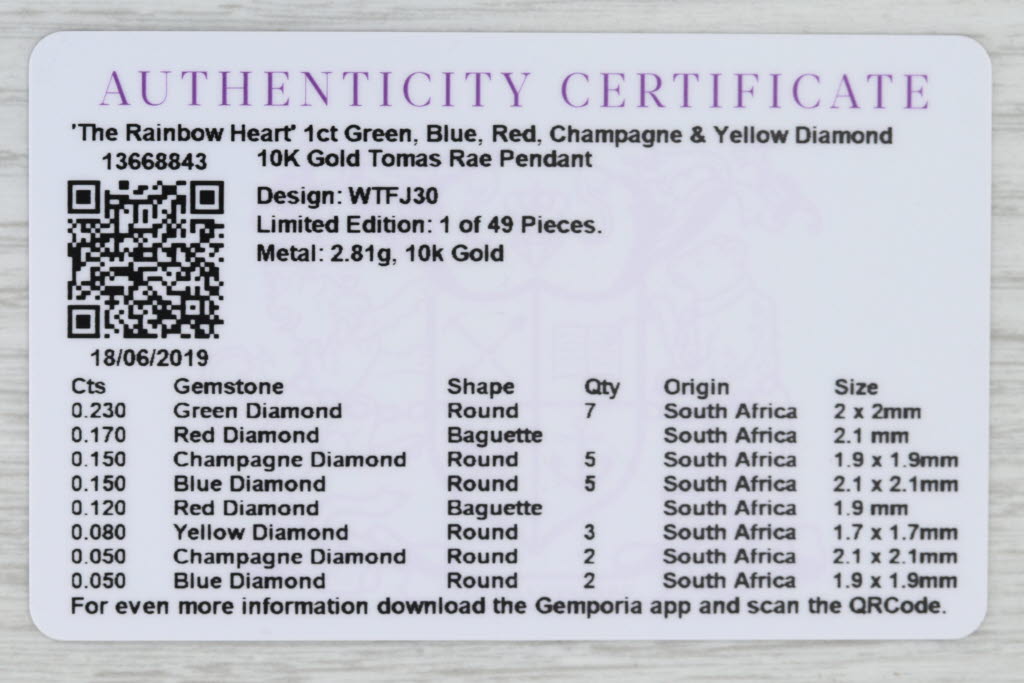 AUTHENTICITY CERTIFICATE
'The Rainbow Heart' 1ct Green, Blue, Red, Champagne & Yellow Diamond
13668843 10K Gold Tomas Rae Pendant
Design: WTFJ30
Limited Edition: 1 of 49 Pieces.
Metal: 2.81g, 10k Gold
18/06/2019
Cts Gemstone Shape Qty Origin Size
0.230 Green Diamond Round 7 South Africa 2 x 2mm
0.170 Red Diamond Baguette South Africa 2.1 mm
0.150 Champagne Diamond Round 5 South Africa 1.9 x 1.9mm
0.150 Blue Diamond Round 5 South Africa 2.1 x 2.1mm
0.120 Red Diamond Baguette South Africa 1.9 mm
0.080 Yellow Diamond Round 3 South Africa 1.7 x 1.7mm
0.050 Champagne Diamond Round 2 South Africa 2.1 x 2.1mm
0.050 Blue Diamond Round 2 South Africa 1.9 x 1.9mm
For even more information download the Gemporia app and scan the QRCode.